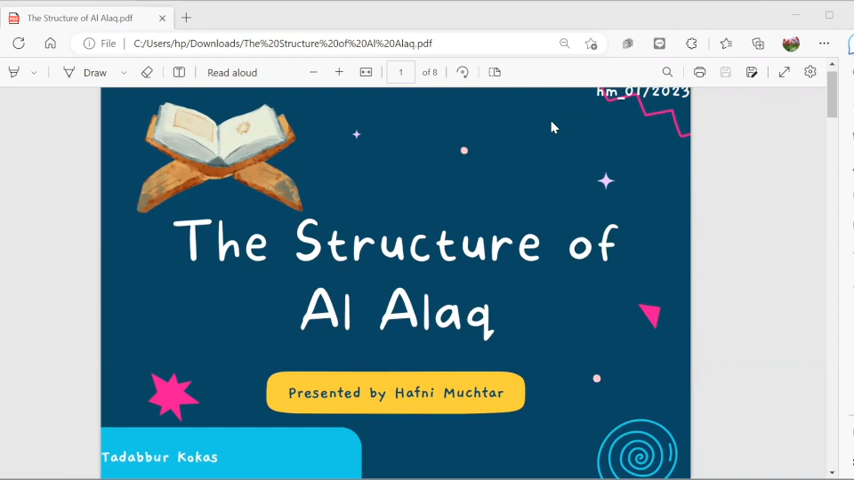 The Structure of Al Alaq.pdf
File
C:/Users/hp/Downloads/The%20Structure%20of%20Al%20Alaq.pdf
Draw
Read aloud
1
of 8
hm_01/2023
The Structure of
Al Alaq
Presented by Hafni Muchtar
Tadabbur Kokas